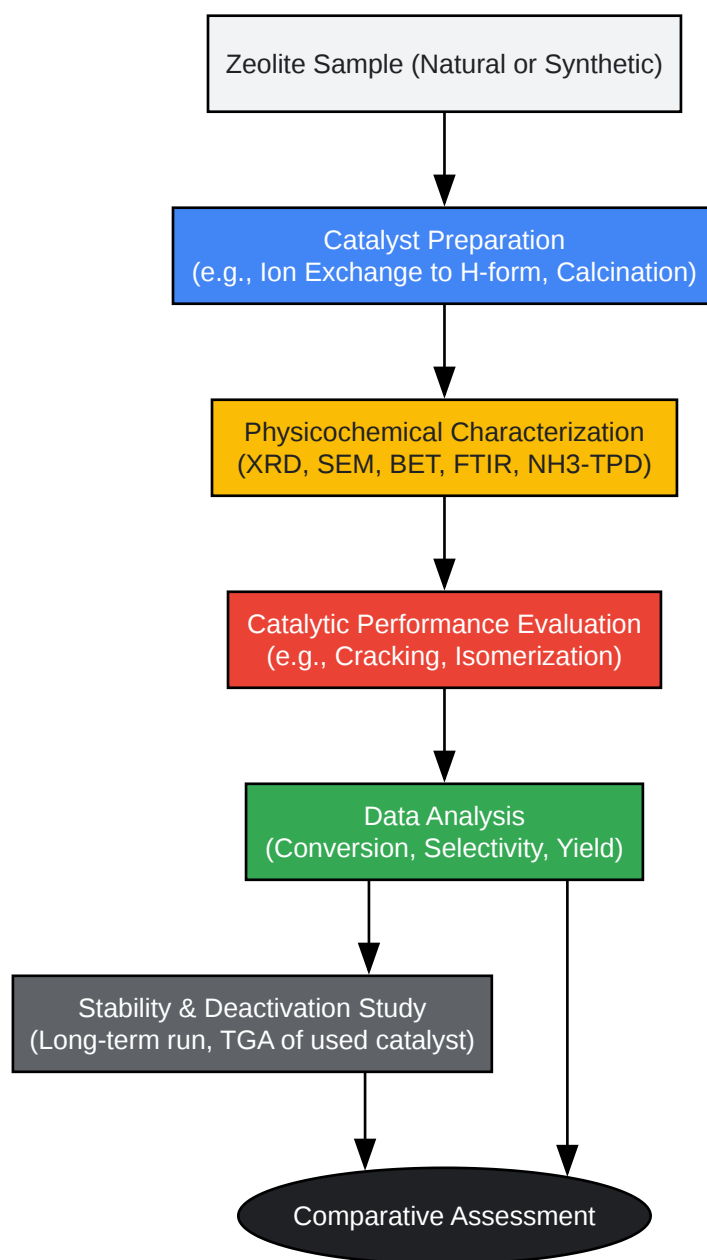 Zeolite Sample (Natural or Synthetic)
Catalyst Preparation
(e.g., Ion Exchange to H-form, Calcination)
Physicochemical Characterization
(XRD, SEM, BET, FTIR, NH3-TPD)
Catalytic Performance Evaluation
(e.g., Cracking, Isomerization)
Data Analysis
(Conversion, Selectivity, Yield)
Stability & Deactivation Study
(Long-term run, TGA of used catalyst)
Comparative Assessment